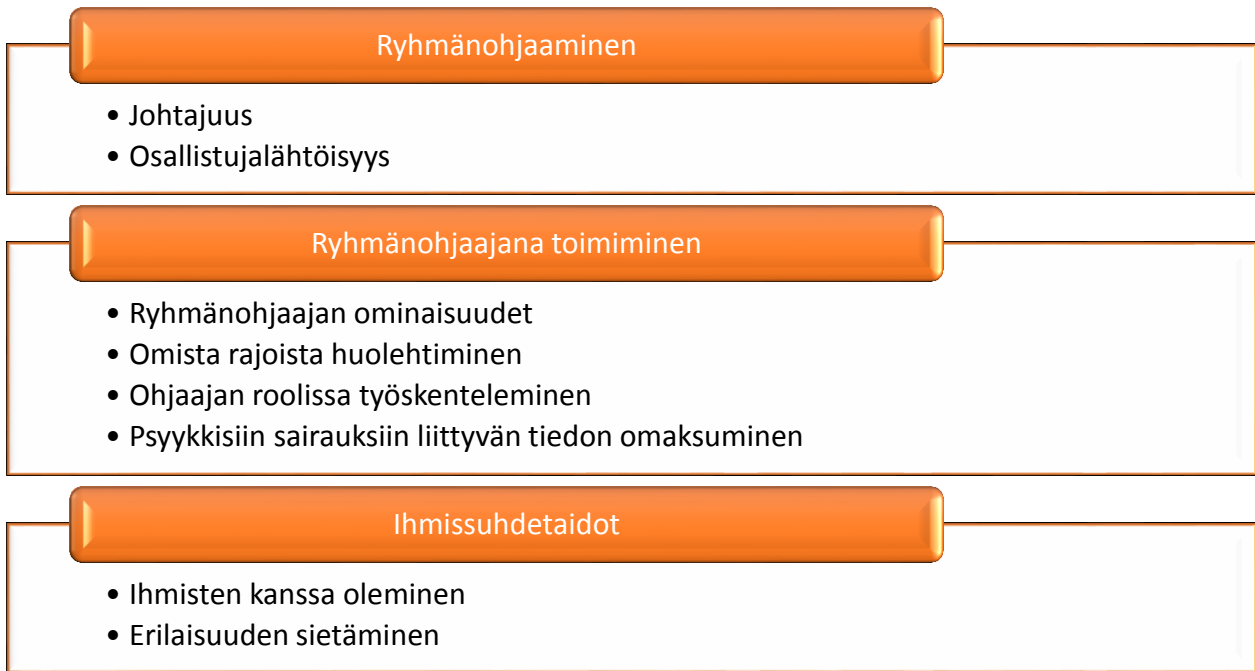 Ryhmänohjaaminen
• Johtajuus
• Osallistujalähtöisyys
Ryhmänohjaajana toimiminen
• Ryhmänohjaajan ominaisuudet
• Omista rajoista huolehtiminen
• Ohjaajan roolissa työskenteleminen
• Psyykkisiin sairauksiin liittyvän tiedon omaksuminen
Ihmissuhdetaidot
• Ihmisten kanssa oleminen
• Erilaisuuden sietäminen